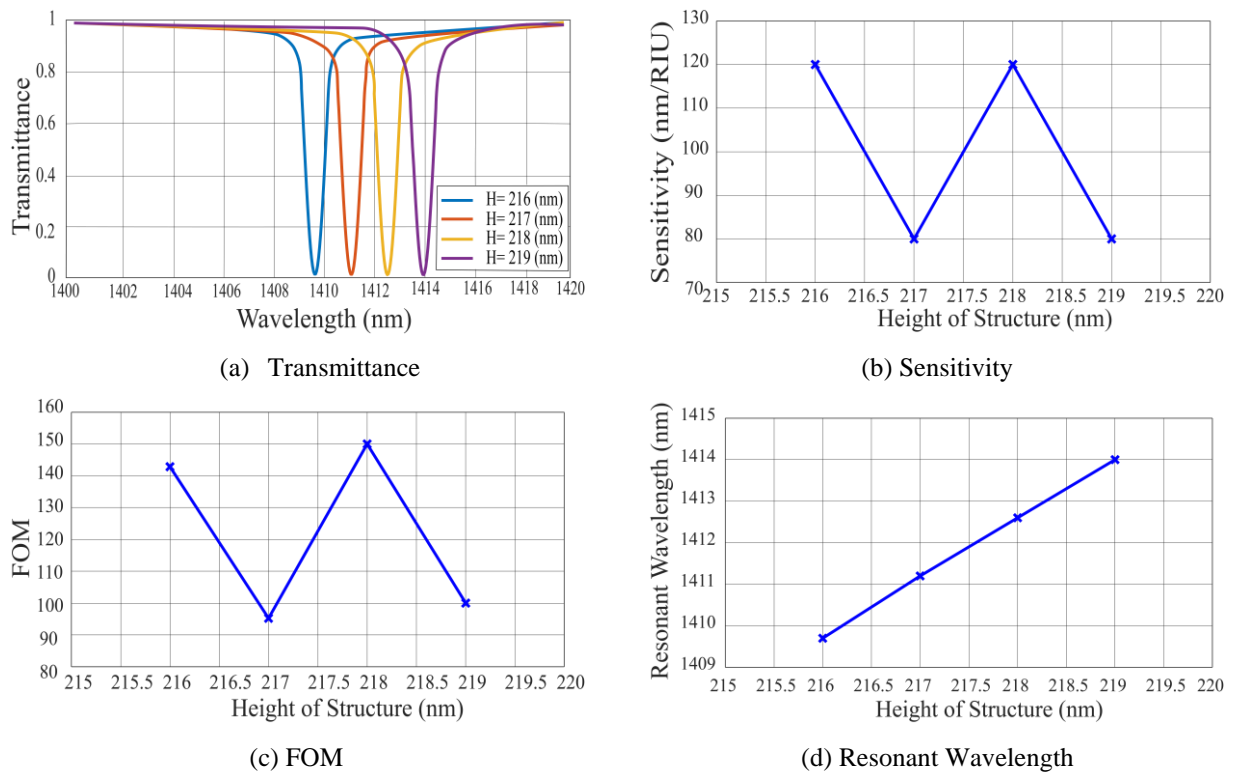 1
0.8
0.6
0.4
0.2
0
Transmittance
1400 1402 1404 1406 1408 1410 1412 1414 1416 1418 1420
Wavelength (nm)
H= 216 (nm)
H= 217 (nm)
H= 218 (nm)
H= 219 (nm)
(a) Transmittance
130
120
110
100
90
80
70
Sensitivity (nm/RIU)
215 215.5 216 216.5 217 217.5 218 218.5 219 219.5 220
Height of Structure (nm)
(b) Sensitivity
160
150
140
130
120
110
100
90
80
FOM
215 215.5 216 216.5 217 217.5 218 218.5 219 219.5 220
Height of Structure (nm)
(c) FOM
1415
1414
1413
1412
1411
1410
1409
Resonant Wavelength (nm)
215 215.5 216 216.5 217 217.5 218 218.5 219 219.5 220
Height of Structure (nm)
(d) Resonant Wavelength